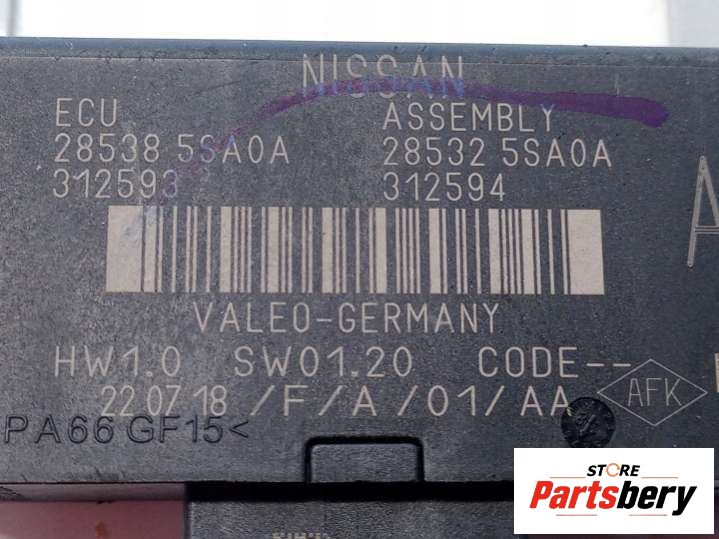 NISSAN
ECU ASSEMBLY
28538 5SA0A 28532 5SA0A
312593 312594
A
VALEO-GERMANY
HW1.0 SW01.20 CODE--
22.07.18 /F/A/01/AA AFK
PA66 GF15<
STORE
Partsbery